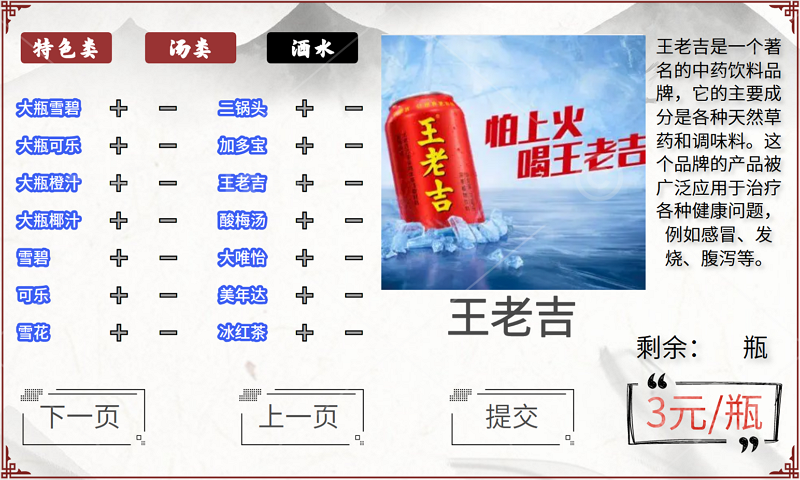 特色类
汤类
酒水
大瓶雪碧
大瓶可乐
大瓶橙汁
大瓶椰汁
雪碧
可乐
雪花
二锅头
加多宝
王老吉
酸梅汤
大唯怡
美年达
冰红茶
王老吉
怕上火
喝王老吉
王老吉
王老吉是一个著
名的中药饮料品
牌，它的主要成
分是各种天然草
药和调味料。这
个品牌的产品被
广泛应用于治疗
各种健康问题，
例如感冒、发
烧、腹泻等。
剩余： 瓶
3元/瓶
下一页
上一页
提交